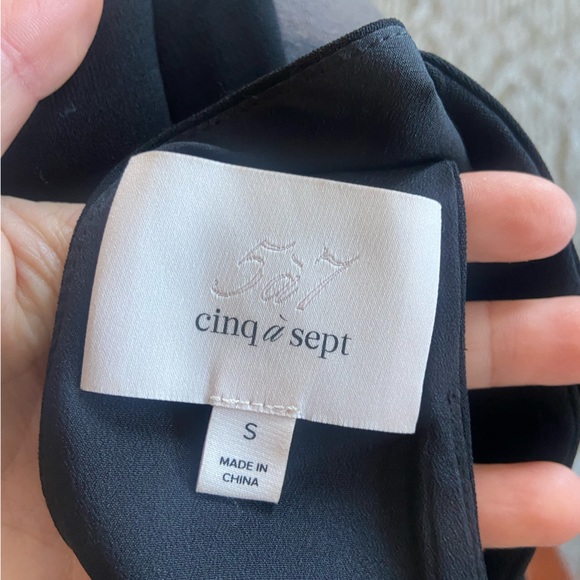 5à7
cinq à sept
S
MADE IN
CHINA